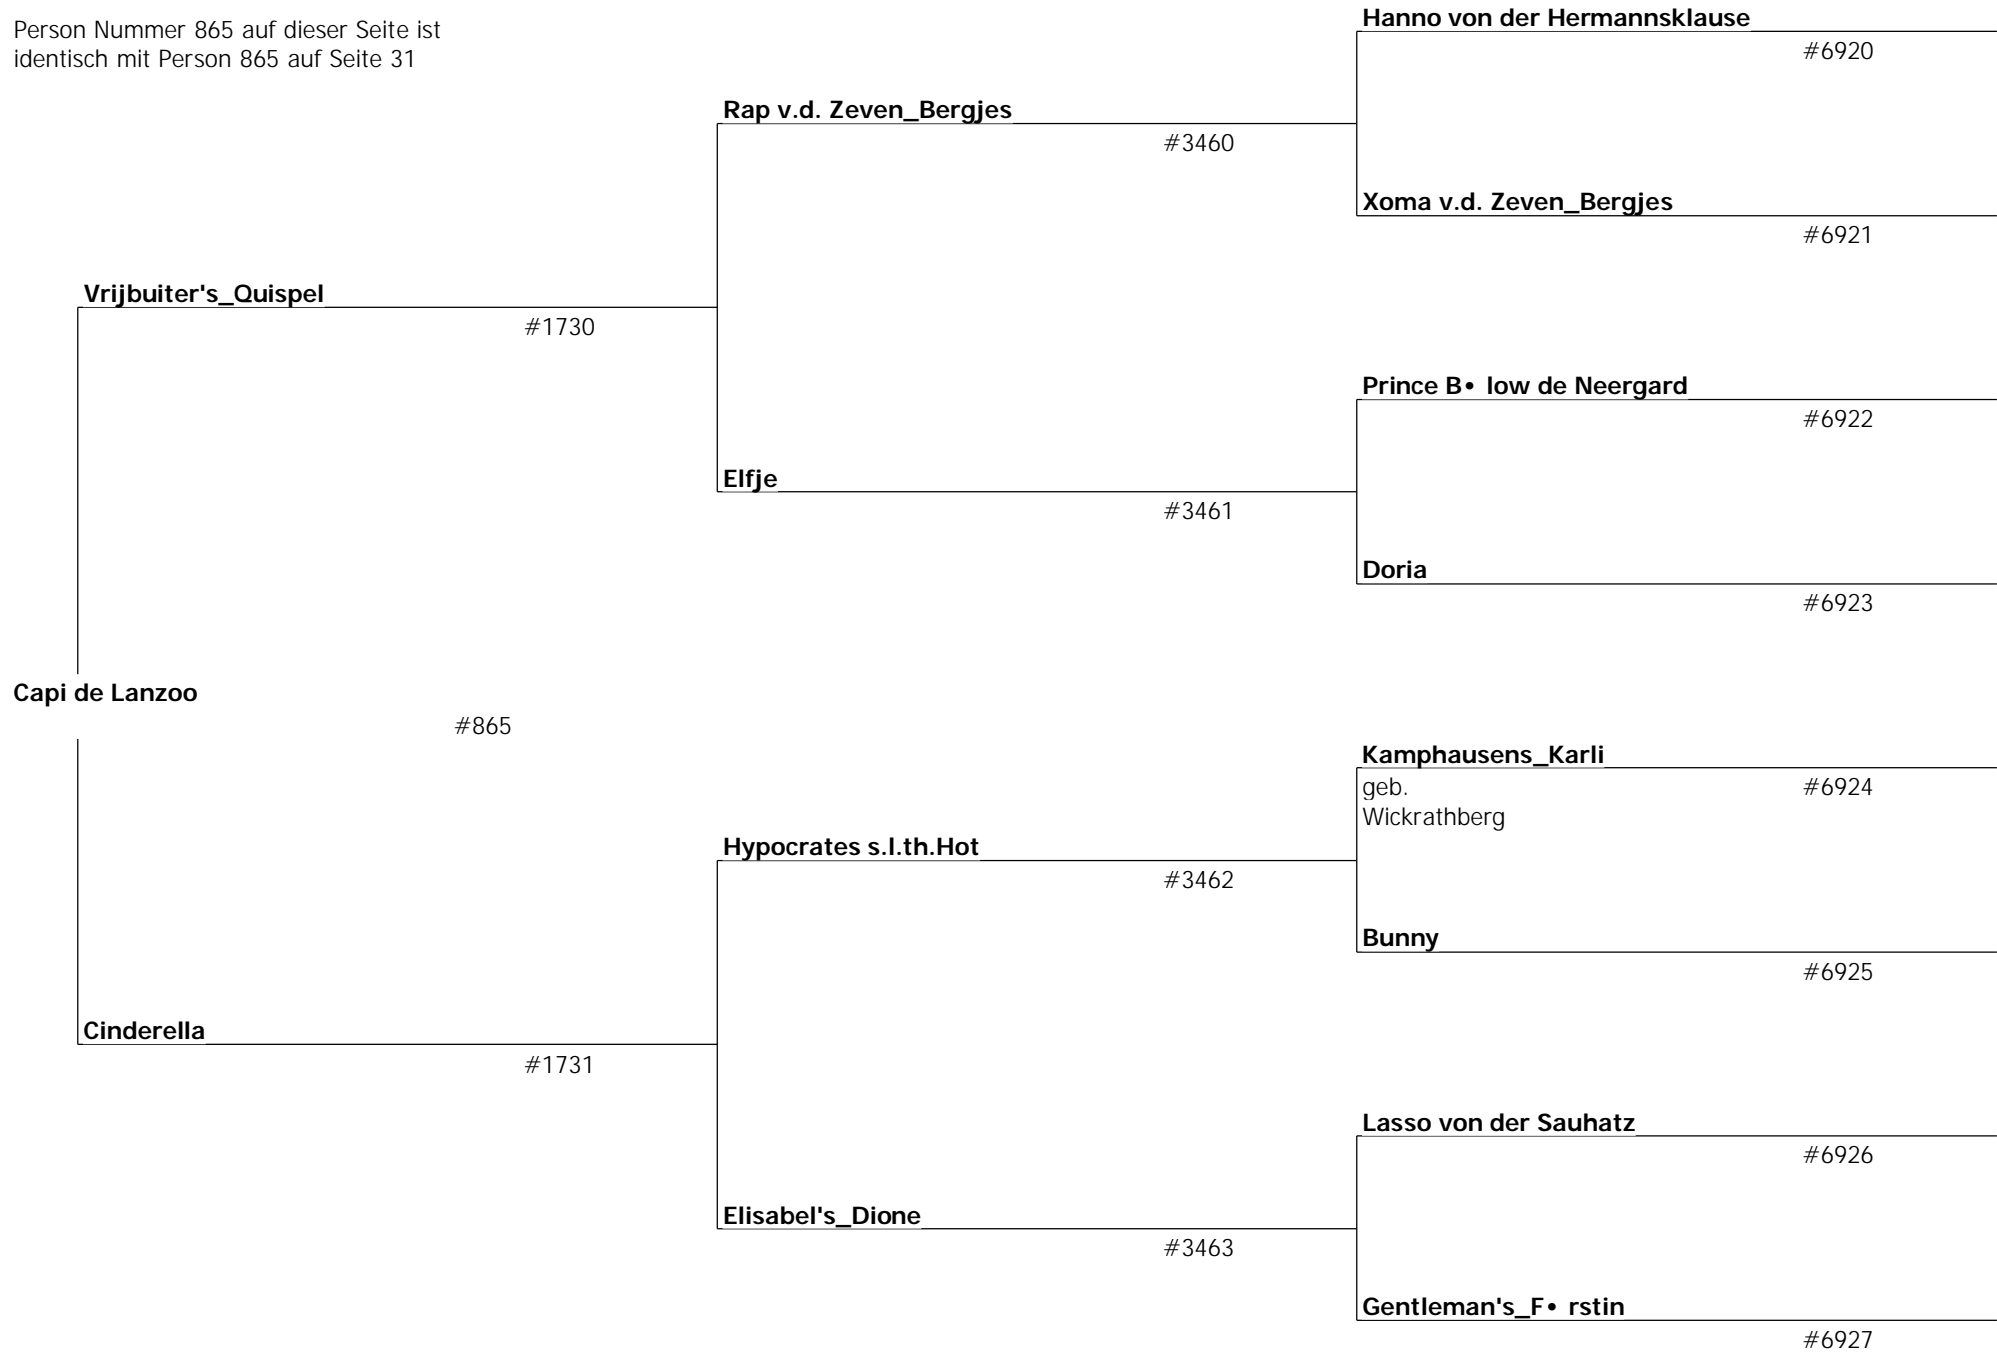 Person Nummer 865 auf dieser Seite ist
identisch mit Person 865 auf Seite 31
Hanno von der Hermannsklause
#6920
Rap v.d. Zeven_Bergjes
#3460
Xoma v.d. Zeven_Bergjes
#6921
Vrijbuiter's_Quispel
#1730
Prince B• low de Neergard
#6922
Elfje
#3461
Doria
#6923
Capi de Lanzoo
#865
Kamphausens_Karli
geb.
#6924
Wickrathberg
Hypocrates s.l.th.Hot
#3462
Bunny
#6925
Cinderella
#1731
Lasso von der Sauhatz
#6926
Elisabel's_Dione
#3463
Gentleman's_F• rstin
#6927